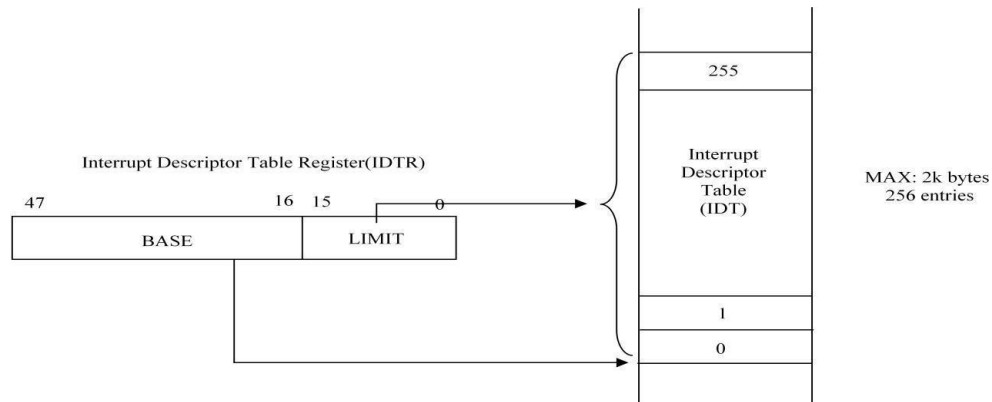 Interrupt Descriptor Table Register(IDTR)
47
16
15
0
BASE
LIMIT
255
Interrupt
Descriptor
Table
(IDT)
1
0
MAX: 2k bytes
256 entries